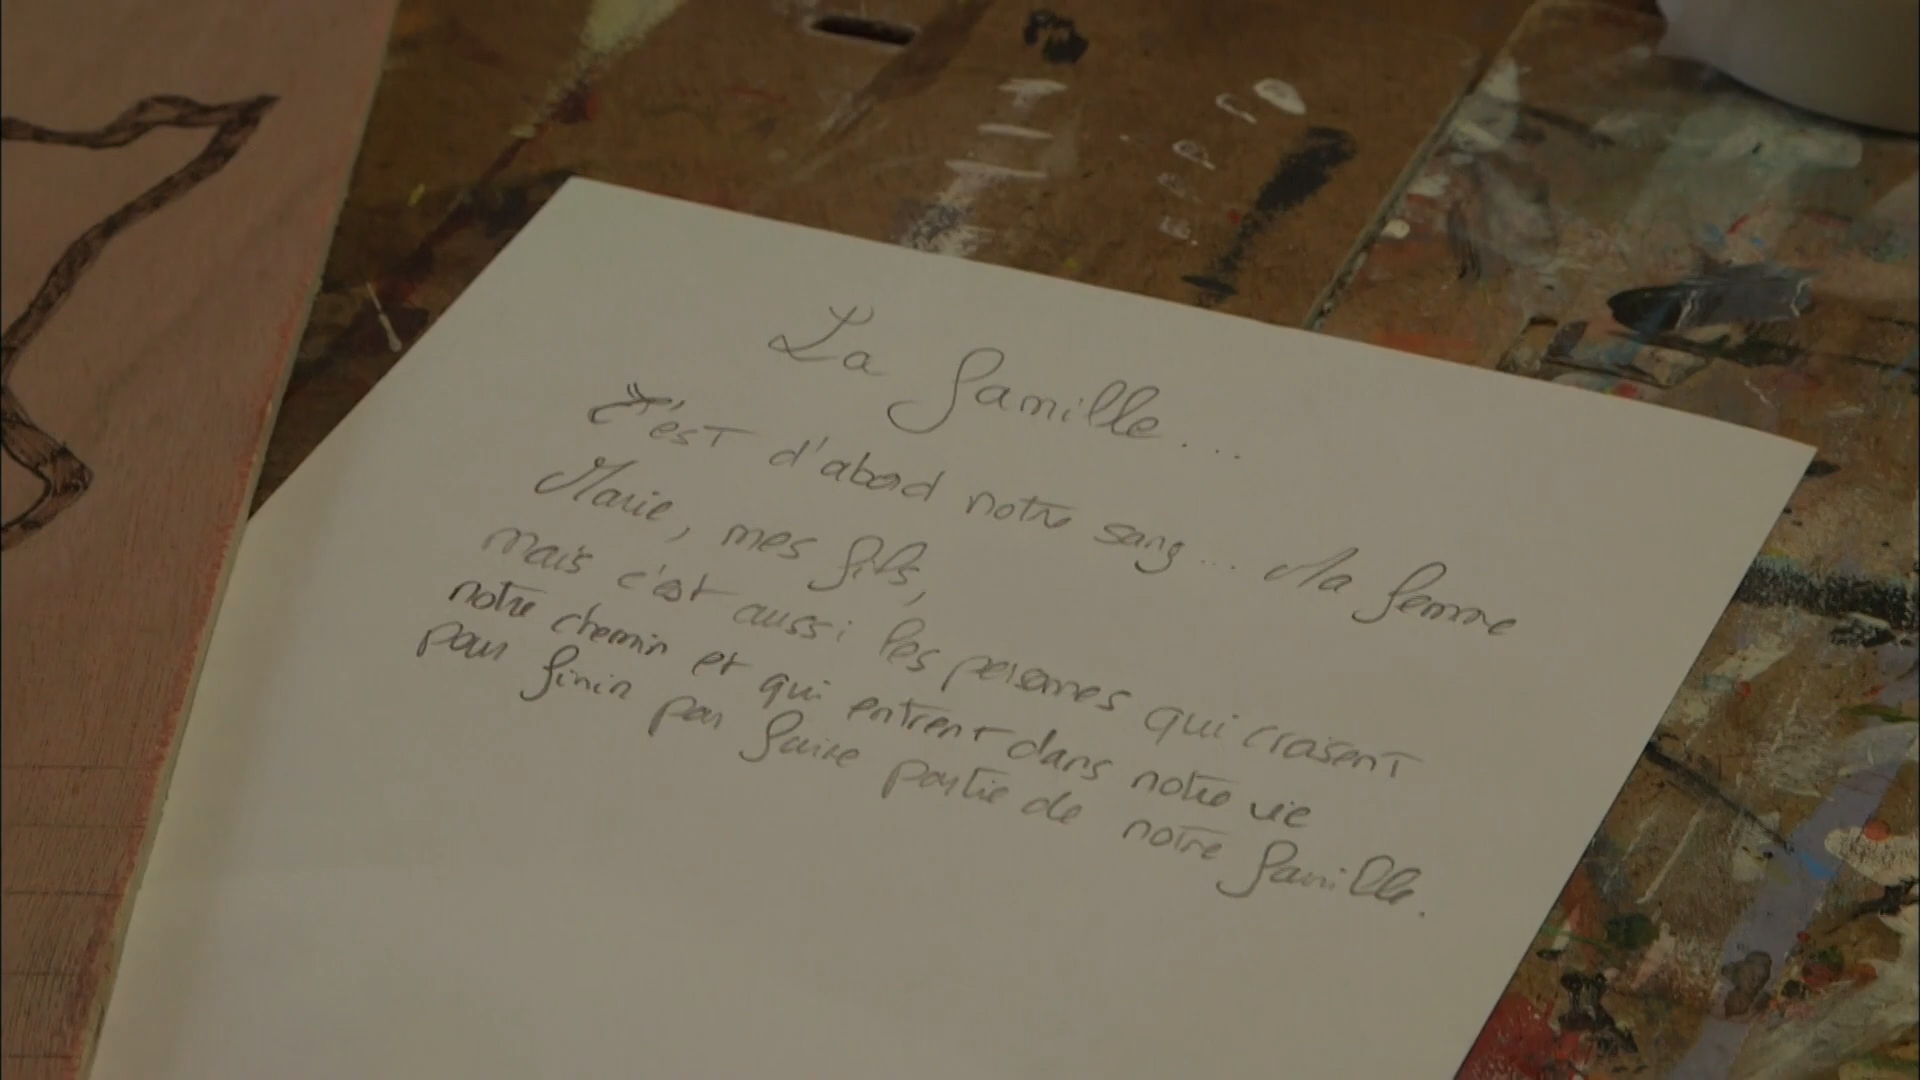 La famille...
C'est d'abord notre sang... Ma femme
Marie, mes fils,
mais c'est aussi les personnes qui croisent
notre chemin et qui entrent dans notre vie
pour finir par faire partie de notre famille.